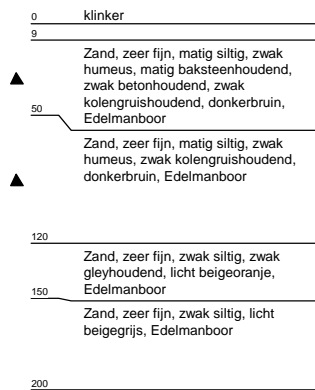 0 klinker
9
Zand, zeer fijn, matig siltig, zwak
humeus, matig baksteenhoudend,
zwak betonhoudend, zwak
kolengruishoudend, donkerbruin,
Edelmanboor
50
Zand, zeer fijn, matig siltig, zwak
humeus, zwak kolengruishoudend,
donkerbruin, Edelmanboor
120
Zand, zeer fijn, zwak siltig, zwak
gleyhoudend, licht beigeoranje,
Edelmanboor
150
Zand, zeer fijn, zwak siltig, licht
beigegrijs, Edelmanboor
200